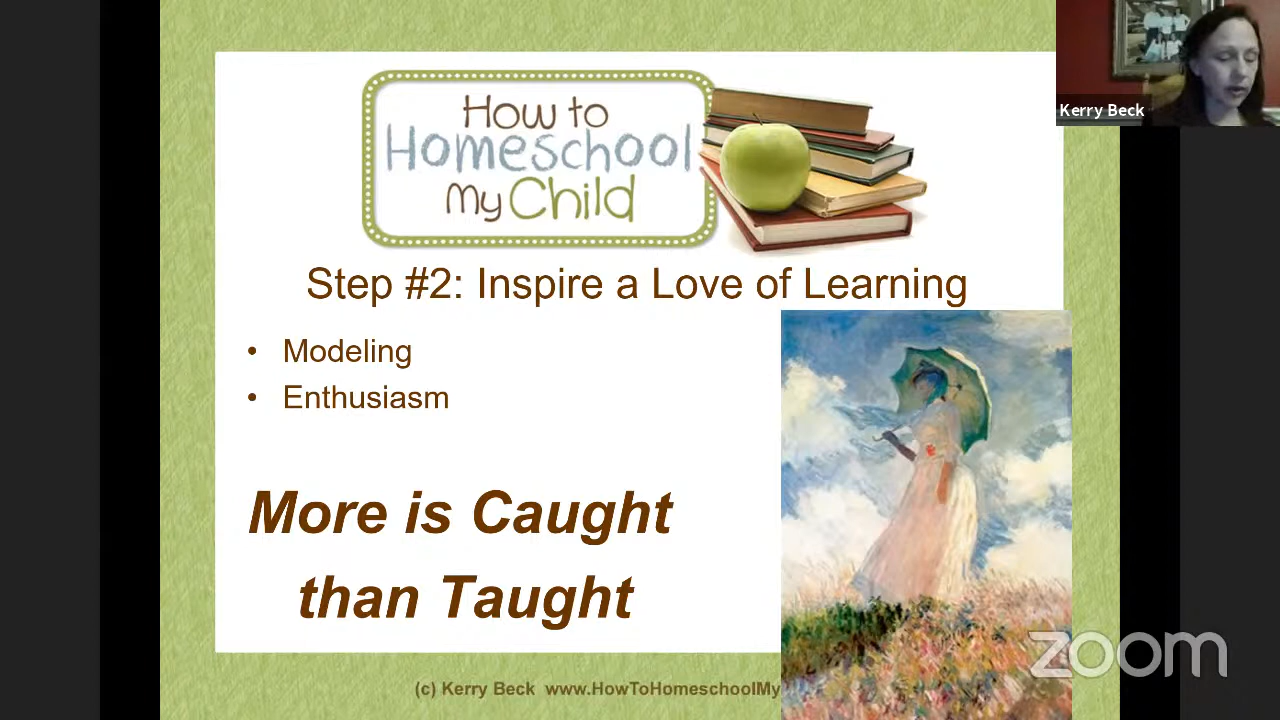 How to
Homeschool
My Child
Kerry Beck
Step #2: Inspire a Love of Learning
• Modeling
• Enthusiasm
More is Caught
than Taught
zoom
(c) Kerry Beck www.HowToHomeschoolMy